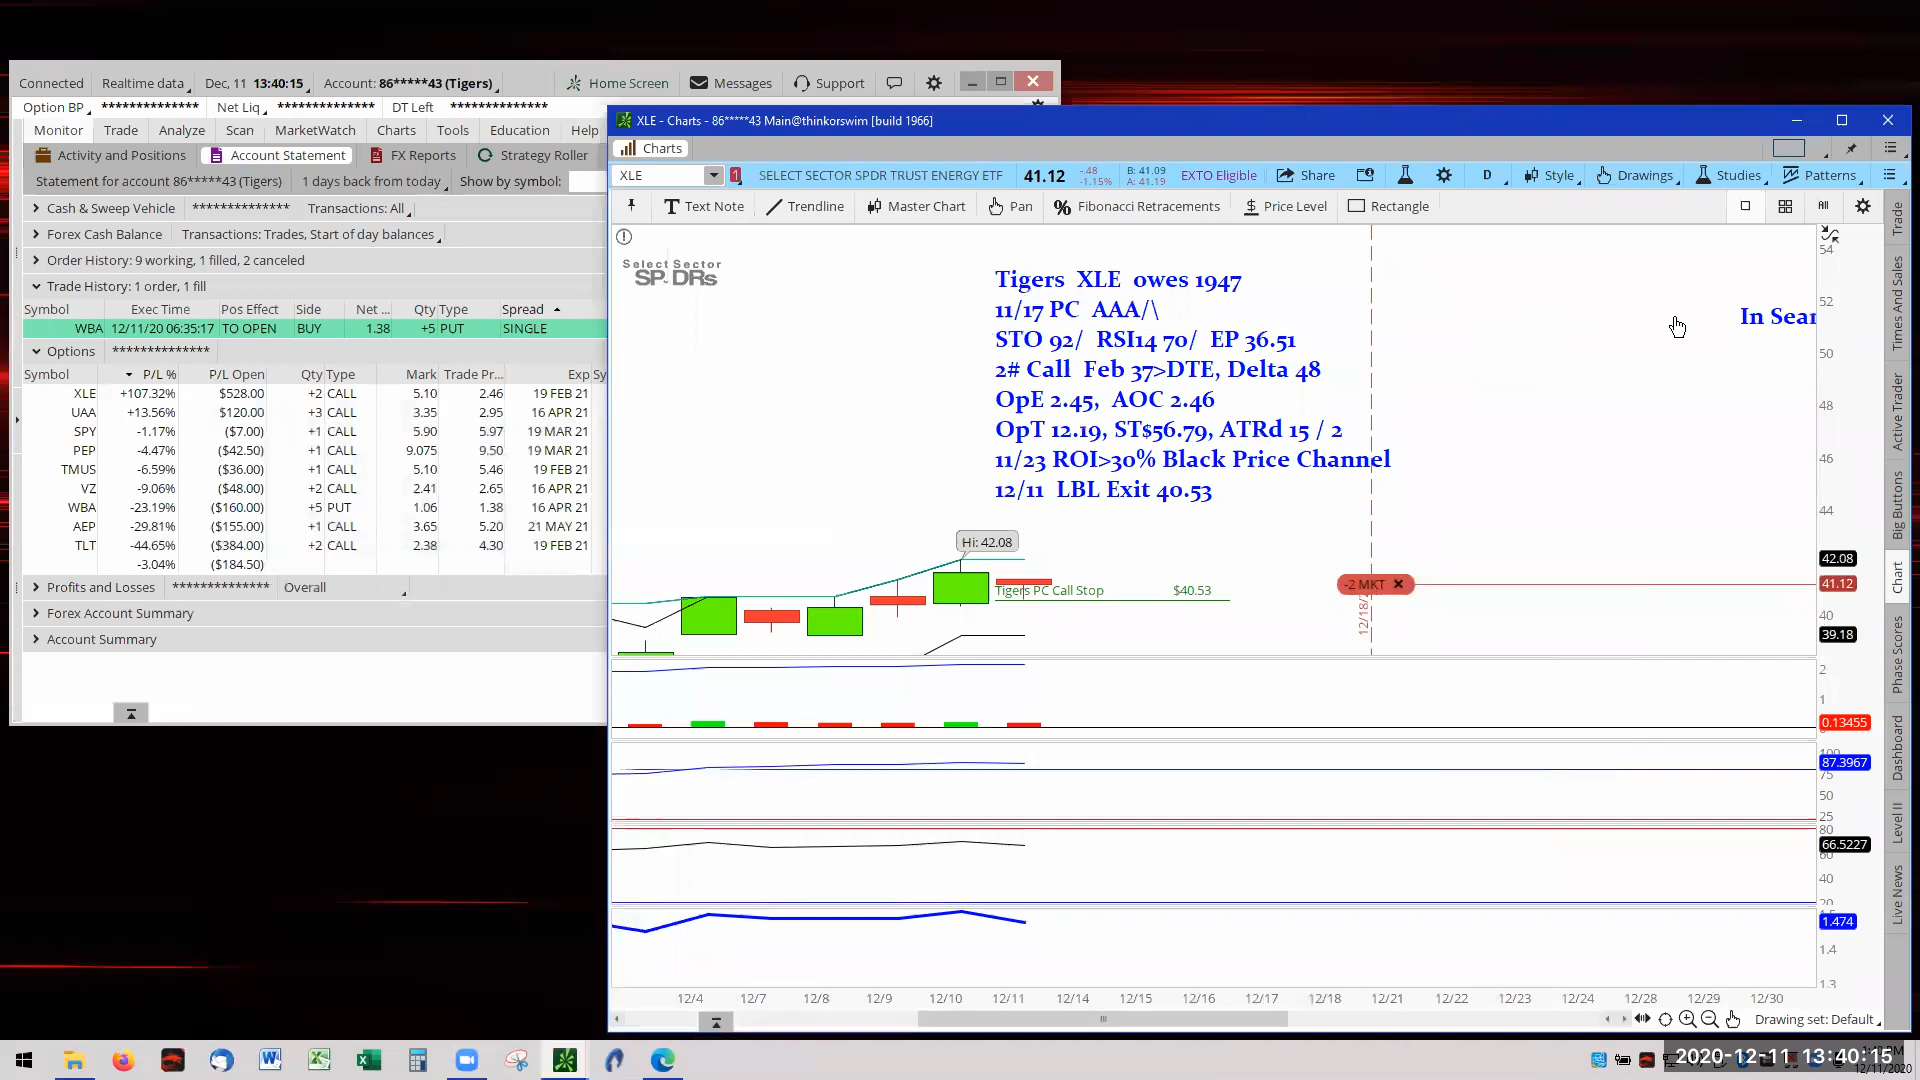 Connected Realtime data Dec, 11 13:40:15 Account: 86*****43 (Tigers) Home Screen Messages Support
Option BP ************** Net Liq ************** DT Left **************
Monitor Trade Analyze Scan MarketWatch Charts Tools Education Help
Activity and Positions Account Statement FX Reports Strategy Roller
Statement for account 86*****43 (Tigers) 1 days back from today Show by symbol:
Cash & Sweep Vehicle ************** Transactions: All
Forex Cash Balance Transactions: Trades, Start of day balances
Order History: 9 working, 1 filled, 2 canceled
Trade History: 1 order, 1 fill
Symbol Exec Time Pos Effect Side Net ... Qty Type Spread
WBA 12/11/20 06:35:17 TO OPEN BUY 1.38 +5 PUT SINGLE
Options **************
Symbol P/L % P/L Open Qty Type Mark Trade Pr... Exp Sy
XLE +107.32% $528.00 +2 CALL 5.10 2.46 19 FEB 21
UAA +13.56% $120.00 +3 CALL 3.35 2.95 16 APR 21
SPY -1.17% ($7.00) +1 CALL 5.90 5.97 19 MAR 21
PEP -4.47% ($42.50) +1 CALL 9.075 9.50 19 MAR 21
TMUS -6.59% ($36.00) +1 CALL 5.10 5.46 19 FEB 21
VZ -9.06% ($48.00) +2 CALL 2.41 2.65 16 APR 21
WBA -23.19% ($160.00) +5 PUT 1.06 1.38 16 APR 21
AEP -29.81% ($155.00) +1 CALL 3.65 5.20 21 MAY 21
TLT -44.65% ($384.00) +2 CALL 2.38 4.30 19 FEB 21
-3.04% ($184.50)
Profits and Losses ************** Overall
Forex Account Summary
Account Summary
XLE - Charts - 86*****43 Main@thinkorswim [build 1966]
Charts
XLE 1 SELECT SECTOR SPDR TRUST ENERGY ETF 41.12 -.48 -1.15% B: 41.09 A: 41.19 EXTO Eligible Share D Style Drawings Studies Patterns
Text Note Trendline Master Chart Pan % Fibonacci Retracements $ Price Level Rectangle All
Select Sector
SPDRs
Tigers XLE owes 1947
11/17 PC AAA/\
STO 92/ RSI14 70/ EP 36.51
2# Call Feb 37>DTE, Delta 48
OpE 2.45, AOC 2.46
OpT 12.19, ST$56.79, ATRd 15 / 2
11/23 ROI>30% Black Price Channel
12/11 LBL Exit 40.53
In Sear
Hi: 42.08
Tigers PC Call Stop $40.53
-2 MKT
12/18/2
54
52
50
48
46
44
42.08
41.12
40
39.18
2
1
0.13455
100
87.3967
75
50
25
80
66.5227
60
40
20
1.474
1.4
1.3
12/4 12/7 12/8 12/9 12/10 12/11 12/14 12/15 12/16 12/17 12/18 12/21 12/22 12/23 12/24 12/28 12/29 12/30
Drawing set: Default
Trade
Times And Sales
Active Trader
Big Buttons
Chart
Phase Scores
Dashboard
Level II
Live News
2020-12-11 13:40:15
12/11/2020